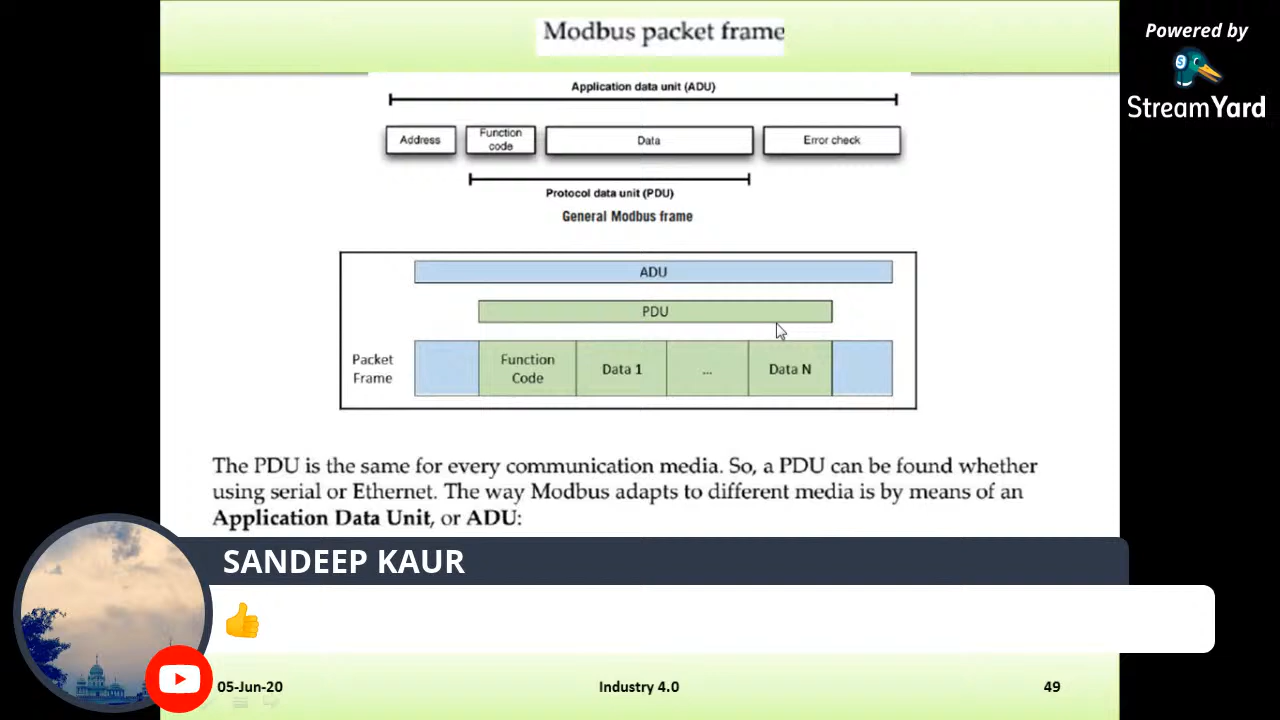 Modbus packet frame
Powered by
StreamYard
Application data unit (ADU)
Address
Function
code
Data
Error check
Protocol data unit (PDU)
General Modbus frame
ADU
PDU
Packet
Frame
Function
Code
Data 1
...
Data N
The PDU is the same for every communication media. So, a PDU can be found whether
using serial or Ethernet. The way Modbus adapts to different media is by means of an
Application Data Unit, or ADU:
SANDEEP KAUR
👍
05-Jun-20
Industry 4.0
49